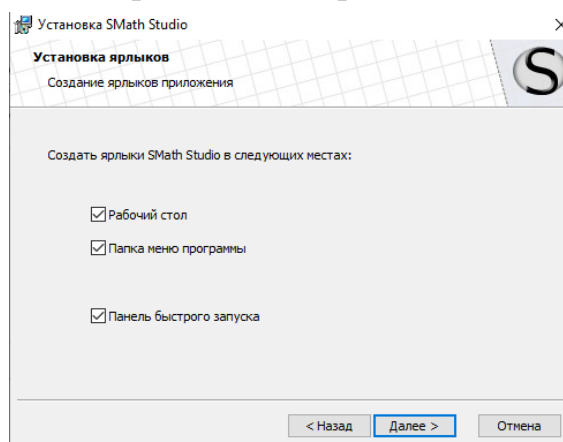 Установка SMath Studio
Установка ярлыков
Создание ярлыков приложения
S
Создать ярлыки SMath Studio в следующих местах:
Рабочий стол
Папка меню программы
Панель быстрого запуска
< Назад Далее > Отмена